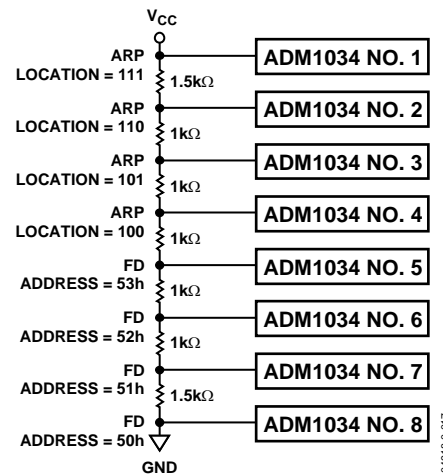 VCC
ARP
LOCATION = 111
ADM1034 NO. 1
1.5kΩ
ARP
LOCATION = 110
ADM1034 NO. 2
1kΩ
ARP
LOCATION = 101
ADM1034 NO. 3
1kΩ
ARP
LOCATION = 100
ADM1034 NO. 4
1kΩ
FD
ADDRESS = 53h
ADM1034 NO. 5
1kΩ
FD
ADDRESS = 52h
ADM1034 NO. 6
1kΩ
FD
ADDRESS = 51h
ADM1034 NO. 7
1.5kΩ
FD
ADDRESS = 50h
ADM1034 NO. 8
GND